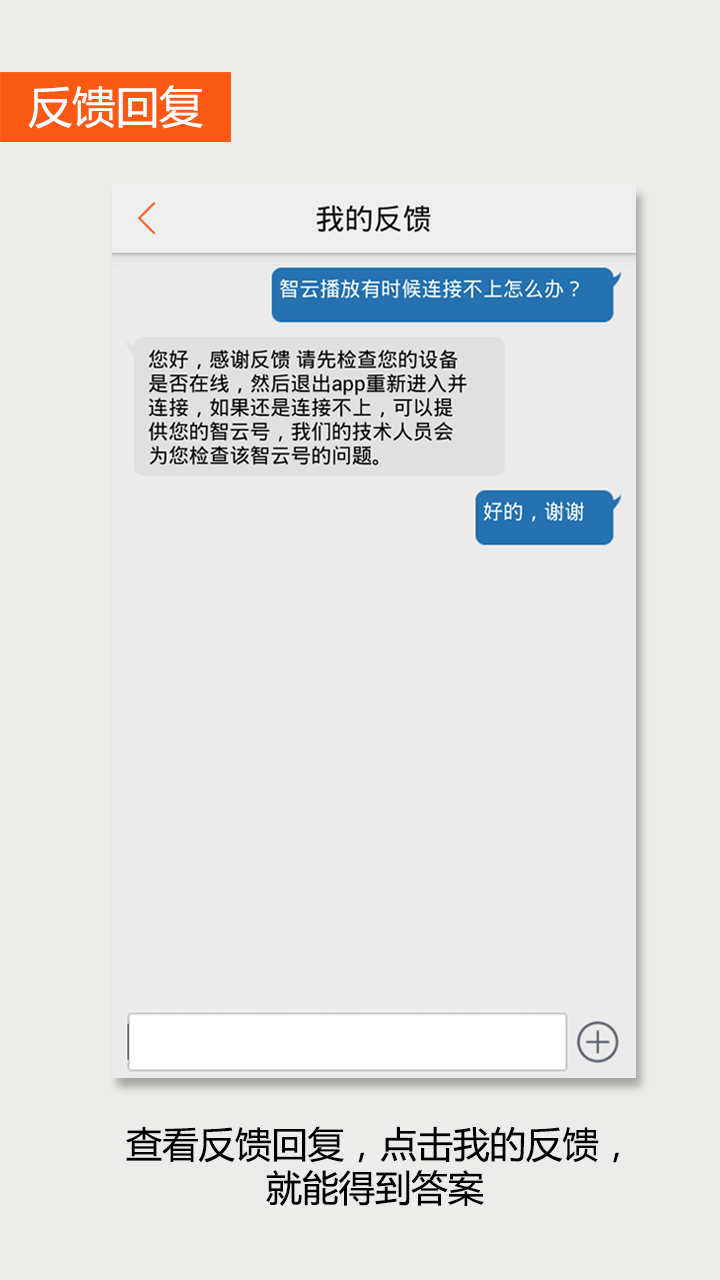 反馈回复
我的反馈
智云播放有时候连接不上怎么办？
您好，感谢反馈 请先检查您的设备
是否在线，然后退出app重新进入并
连接，如果还是连接不上，可以提
供您的智云号，我们的技术人员会
为您检查该智云号的问题。
好的，谢谢
查看反馈回复，点击我的反馈，
就能得到答案